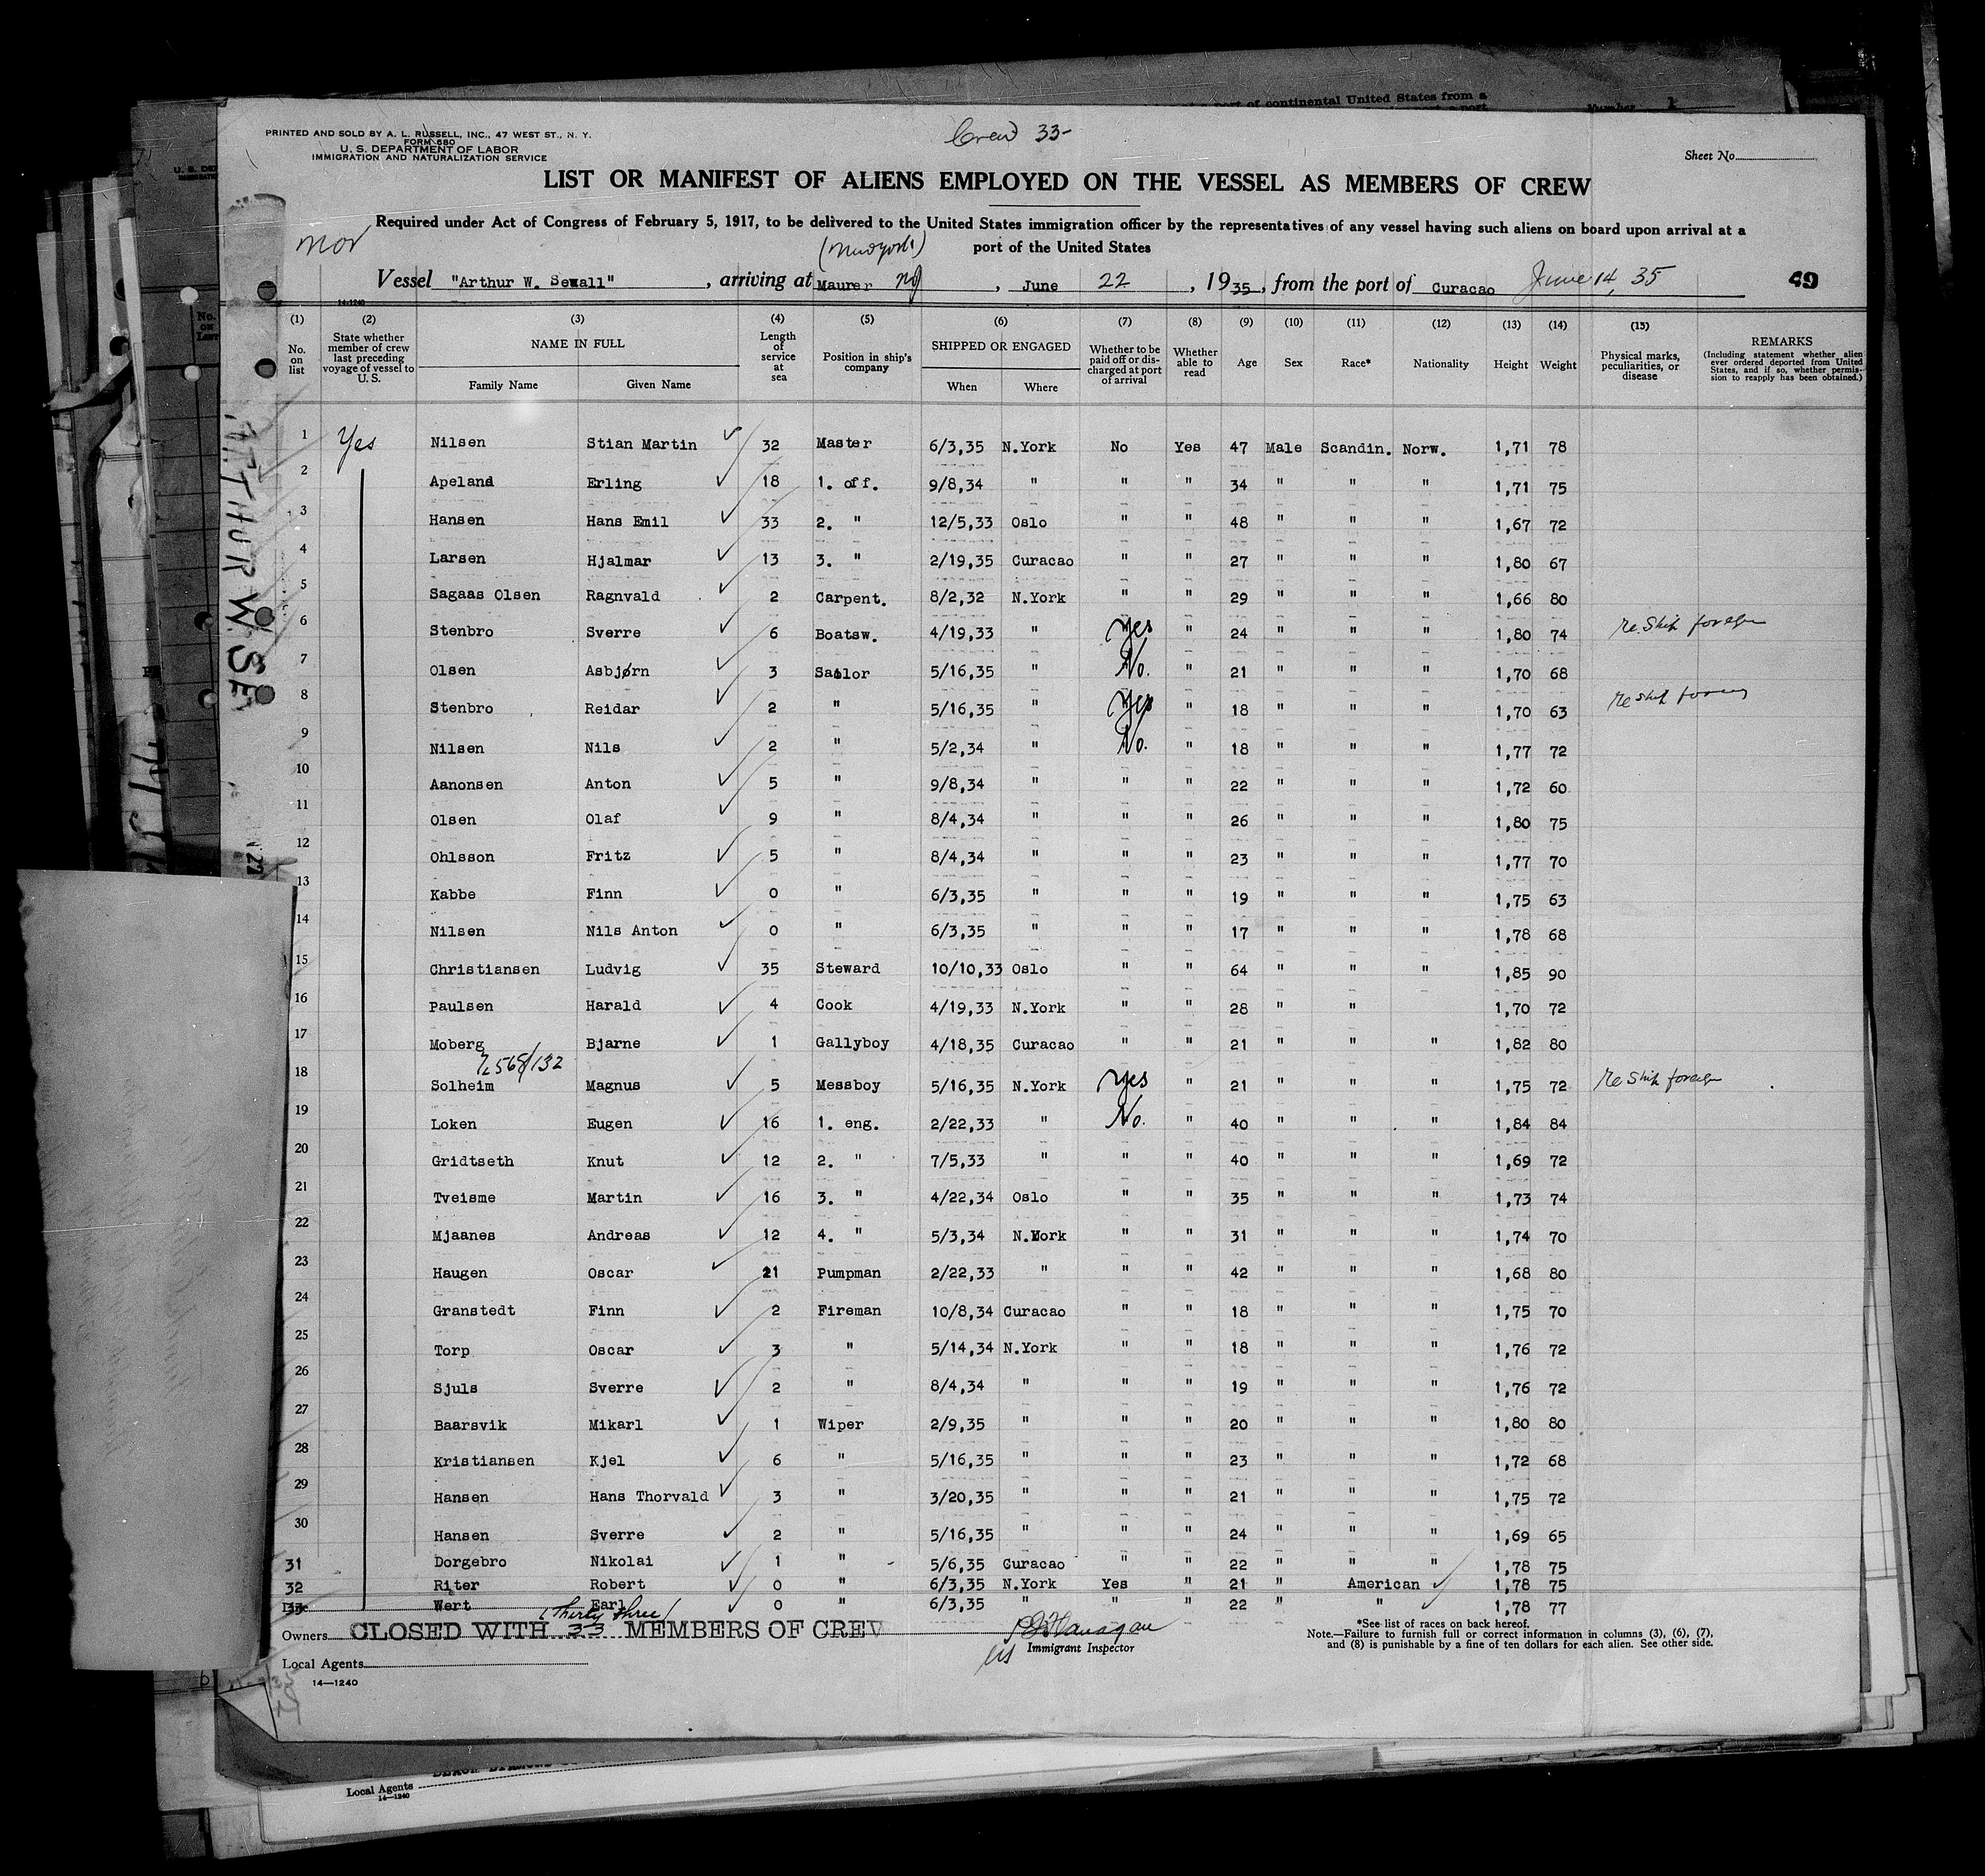 port of continental United States from a
Number 1
PRINTED AND SOLD BY A. L. RUSSELL, INC., 47 WEST ST., N. Y.
FORM 680
U. S. DEPARTMENT OF LABOR
IMMIGRATION AND NATURALIZATION SERVICE
Crew 33-
Sheet No.
LIST OR MANIFEST OF ALIENS EMPLOYED ON THE VESSEL AS MEMBERS OF CREW
Required under Act of Congress of February 5, 1917, to be delivered to the United States immigration officer by the representatives of any vessel having such aliens on board upon arrival at a
port of the United States
nor
(New York)
Vessel "Arthur W. Sewall", arriving at Maurer NJ, June 22, 1935, from the port of Curacao June 14, 35
49
14-1240
(1) (2) (3) (4) (5) (6) (7) (8) (9) (10) (11) (12) (13) (14) (15)
No. on list
State whether member of crew last preceding voyage of vessel to U. S.
NAME IN FULL
Family Name Given Name
Length of service at sea
Position in ship's company
SHIPPED OR ENGAGED
When Where
Whether to be paid off or discharged at port of arrival
Whether able to read
Age Sex Race* Nationality Height Weight
Physical marks, peculiarities, or disease
REMARKS
(Including statement whether alien ever ordered deported from United States, and if so, whether permission to reapply has been obtained.)
1 Yes Nilsen Stian Martin 32 Master 6/3,35 N.York No Yes 47 Male Scandin. Norw. 1,71 78
2 Apeland Erling 18 1. off. 9/8,34 " " " 34 " " " 1,71 75
3 Hansen Hans Emil 33 2. " 12/5,33 Oslo " " 48 " " " 1,67 72
4 Larsen Hjalmar 13 3. " 2/19,35 Curacao " " 27 " " " 1,80 67
5 Sagaas Olsen Ragnvald 2 Carpent. 8/2,32 N.York " " 29 " " " 1,66 80
6 Stenbro Sverre 6 Boatsw. 4/19,33 " Yes " 24 " " " 1,80 74 re ship foreign
7 Olsen Asbjørn 3 Sailor 5/16,35 " No. " 21 " " " 1,70 68
8 Stenbro Reidar 2 " 5/16,35 " Yes " 18 " " " 1,70 63 re ship foreign
9 Nilsen Nils 2 " 5/2,34 " No. " 18 " " " 1,77 72
10 Aanonsen Anton 5 " 9/8,34 " " " 22 " " " 1,72 60
11 Olsen Olaf 9 " 8/4,34 " " " 26 " " " 1,80 75
12 Ohlsson Fritz 5 " 8/4,34 " " " 23 " " " 1,77 70
13 Kabbe Finn 0 " 6/3,35 " " " 19 " " " 1,75 63
14 Nilsen Nils Anton 0 " 6/3,35 " " " 17 " " " 1,78 68
15 Christiansen Ludvig 35 Steward 10/10,33 Oslo " " 64 " " " 1,85 90
16 Paulsen Harald 4 Cook 4/19,33 N.York " " 28 " " 1,70 72
17 Moberg Bjarne 1 Gallyboy 4/18,35 Curacao " " 21 " " " 1,82 80
568/132
18 Solheim Magnus 5 Messboy 5/16,35 N.York Yes " 21 " " " 1,75 72 re ship foreign
19 Loken Eugen 16 1. eng. 2/22,33 " No. " 40 " " " 1,84 84
20 Gridtseth Knut 12 2. " 7/5,33 " " " 40 " " " 1,69 72
21 Tveisme Martin 16 3. " 4/22,34 Oslo " " 35 " " " 1,73 74
22 Mjaanes Andreas 12 4. " 5/3,34 N.York " " 31 " " " 1,74 70
23 Haugen Oscar 21 Pumpman 2/22,33 " " " 42 " " " 1,68 80
24 Granstedt Finn 2 Fireman 10/8,34 Curacao " " 18 " " " 1,75 70
25 Torp Oscar 3 " 5/14,34 N.York " " 18 " " " 1,76 72
26 Sjuls Sverre 2 " 8/4,34 " " " 19 " " " 1,76 72
27 Baarsvik Mikarl 1 Wiper 2/9,35 " " " 20 " " " 1,80 80
28 Kristiansen Kjel 6 " 5/16,35 " " " 23 " " " 1,72 68
29 Hansen Hans Thorvald 3 " 3/20,35 " " " 21 " " " 1,75 72
30 Hansen Sverre 2 " 5/16,35 " " " 24 " " " 1,69 65
31 Dorgebro Nikolai 1 " 5/6,35 Curacao " " 22 " " " 1,78 75
32 Riter Robert 0 " 6/3,35 N.York Yes " 21 " American 1,78 75
33 Wert Earl 0 " 6/3,35 " " " 22 " " 1,78 77
(Thirty three)
Owners CLOSED WITH 33 MEMBERS OF CREW
Immigrant Inspector
*See list of races on back hereof.
Note.—Failure to furnish full or correct information in columns (3), (6), (7),
and (8) is punishable by a fine of ten dollars for each alien. See other side.
Local Agents
14—1240
ARTHUR W. SE
Local Agents
14—1240